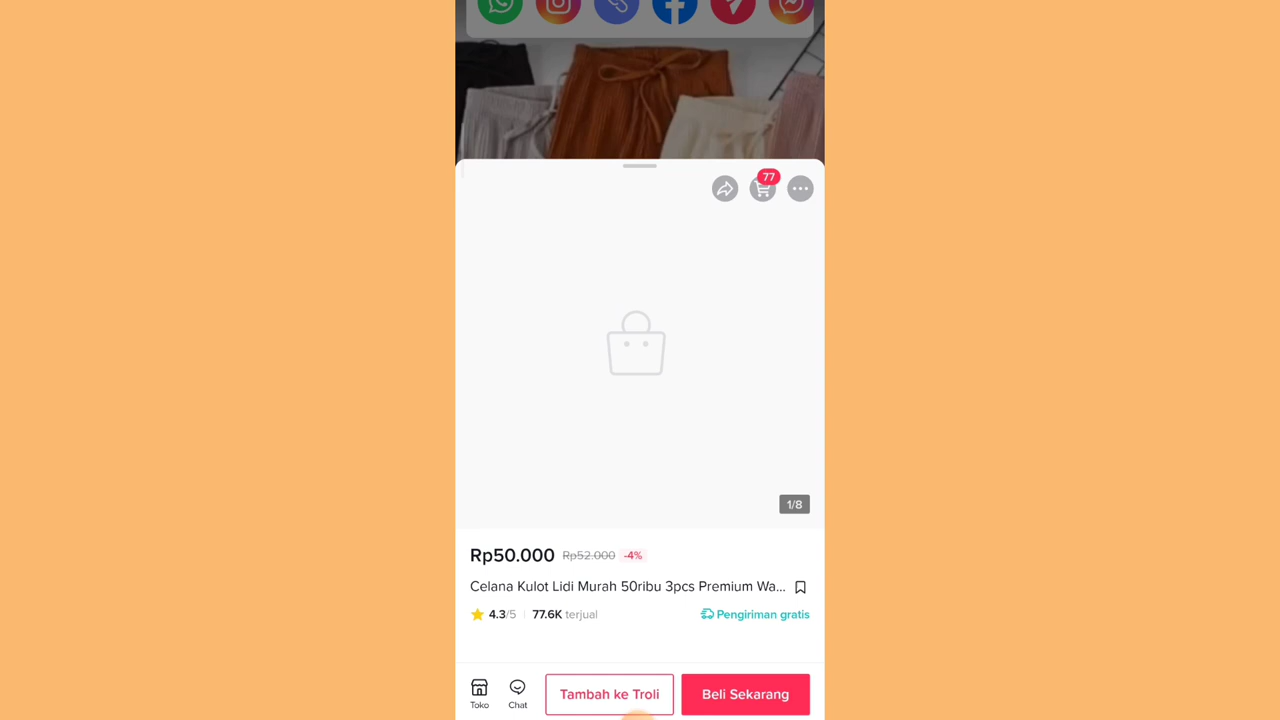 77
1/8
Rp50.000 Rp52.000 -4%
Celana Kulot Lidi Murah 50ribu 3pcs Premium Wa...
4.3/5 77.6K terjual Pengiriman gratis
Toko Chat Tambah ke Troli Beli Sekarang